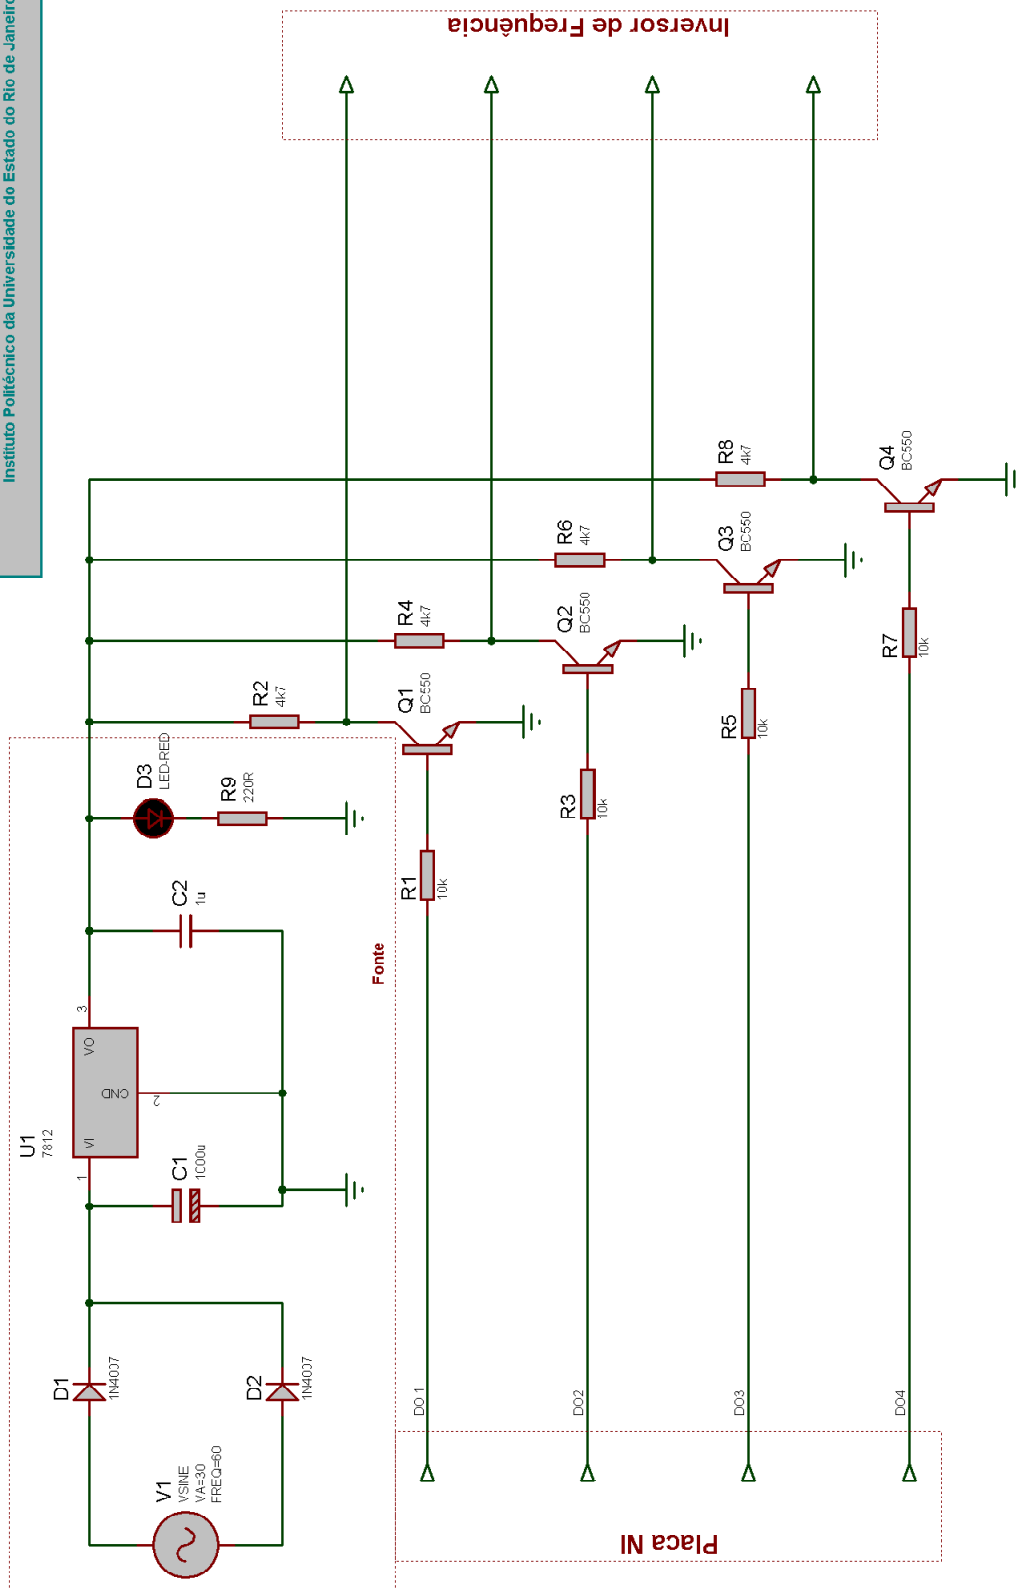 Instituto Politécnico da Universidade do Estado do Rio de Janeiro
Inversor de Frequência
R8
4k7
Q4
BC550
R6
4k7
Q3
BC550
R4
4k7
Q2
BC550
R2
4k7
Q1
BC550
D3
LED-RED
R9
220R
R7
10k
R5
10k
R3
10k
R1
10k
C2
1u
Fonte
U1
7812
VI
VO
GND
1
2
3
C1
1000u
D1
1N4007
D2
1N4007
V1
VSINE
VA=30
FREQ=60
DO1
DO2
DO3
DO4
Placa NI